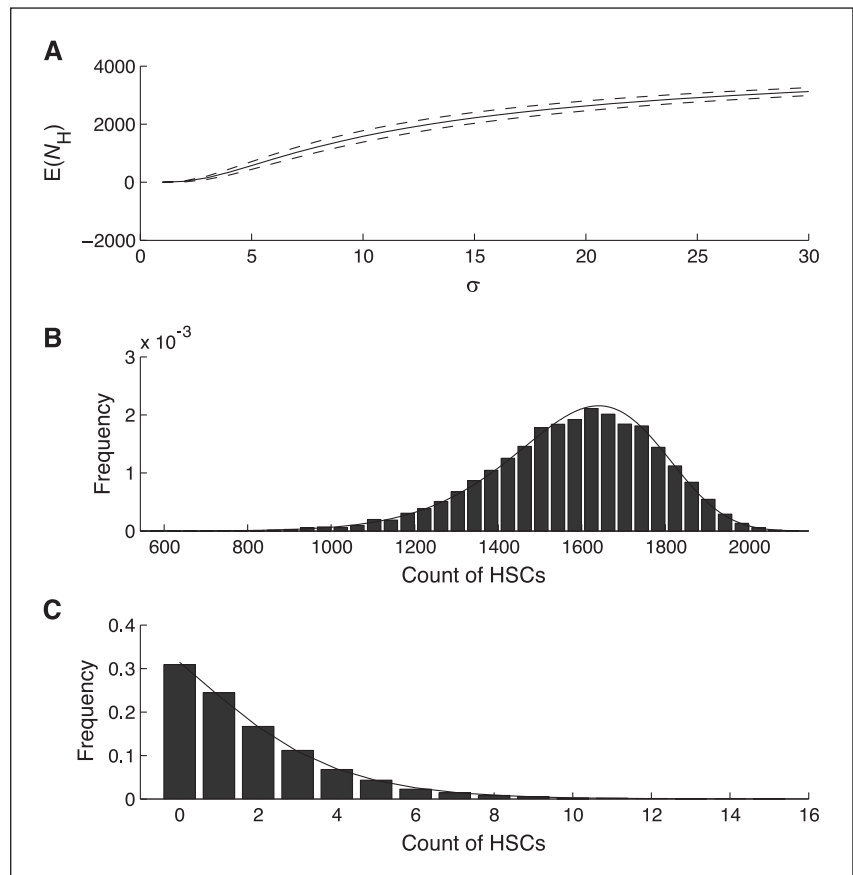 A
4000
2000
0
−2000
E(N_H)
0 5 10 15 20 25 30
σ
B
x 10^-3
3
2
1
0
Frequency
600 800 1000 1200 1400 1600 1800 2000
Count of HSCs
C
0.4
0.3
0.2
0.1
0
Frequency
0 2 4 6 8 10 12 14 16
Count of HSCs